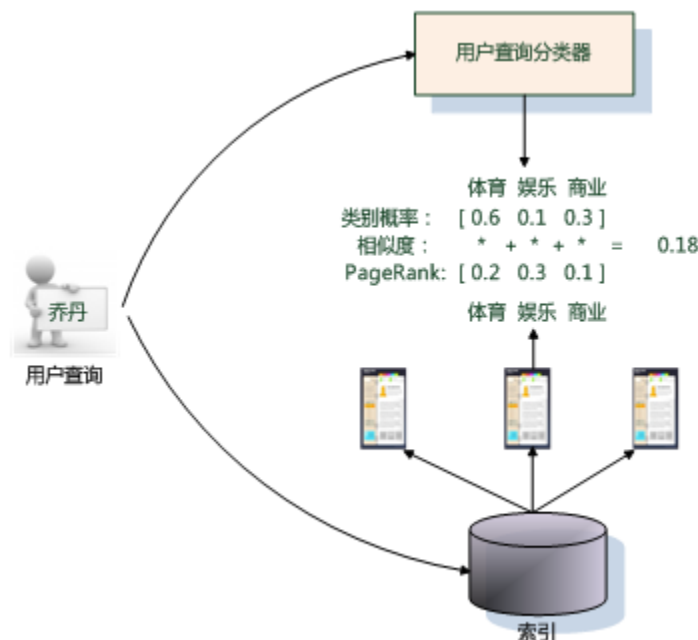 用户查询分类器
体育 娱乐 商业
类别概率： [ 0.6 0.1 0.3 ]
相似度： * + * + * = 0.18
PageRank: [ 0.2 0.3 0.1 ]
体育 娱乐 商业
乔丹
用户查询
索引